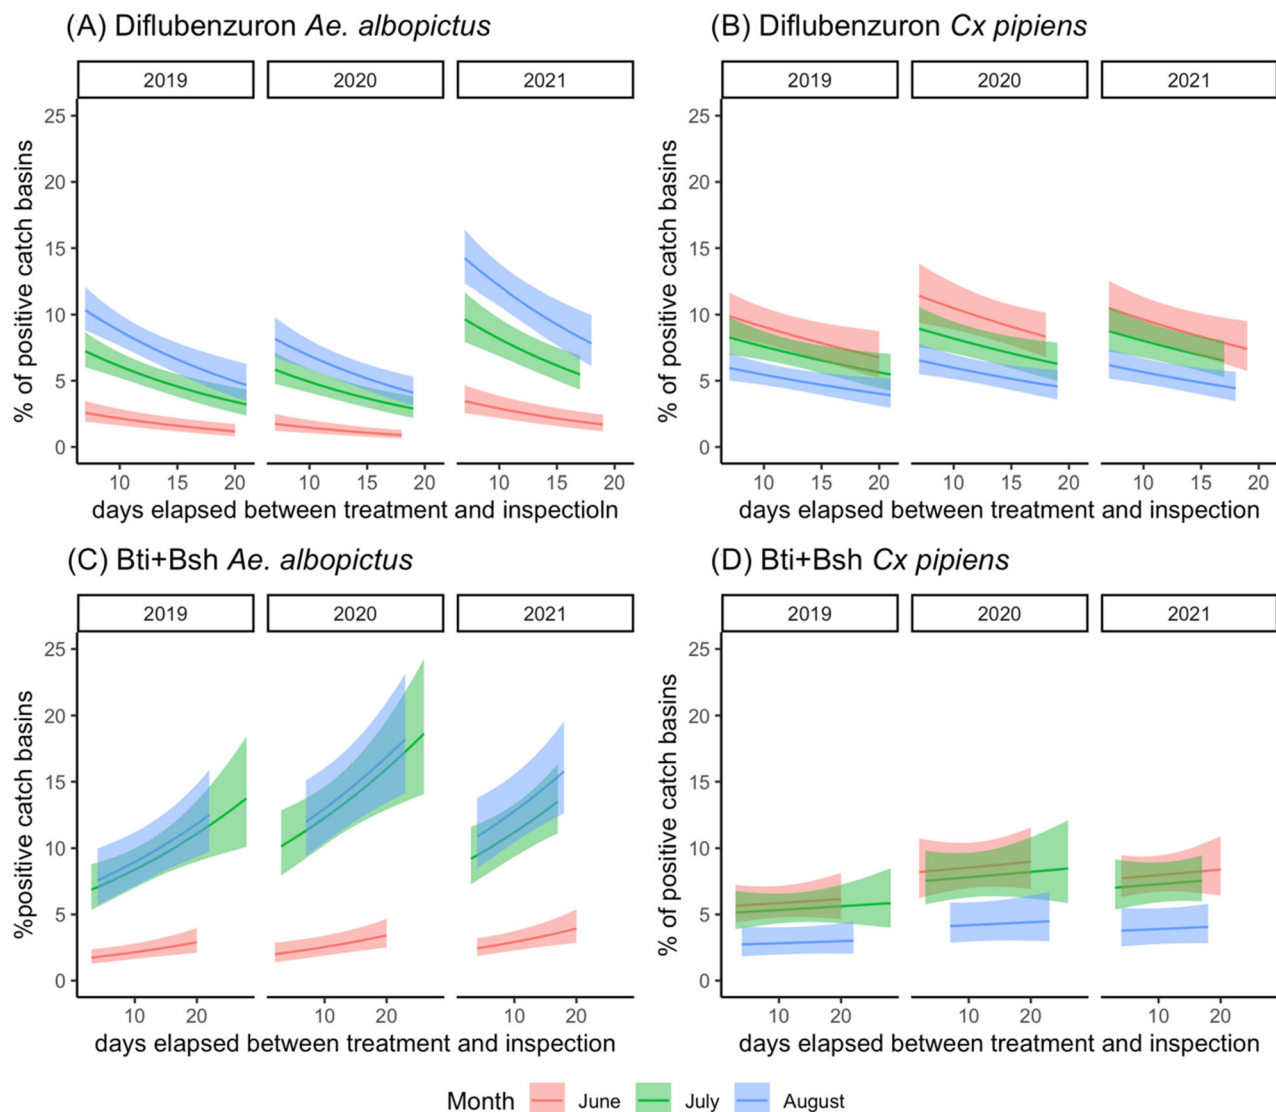 (A) Diflubenzuron Ae. albopictus
2019 2020 2021
% of positive catch basins
25
20
15
10
5
0
10 15 20 10 15 20 10 15 20
days elapsed between treatment and inspectioln
(B) Diflubenzuron Cx pipiens
2019 2020 2021
% of positive catch basins
25
20
15
10
5
0
10 15 20 10 15 20 10 15 20
days elapsed between treatment and inspection
(C) Bti+Bsh Ae. albopictus
2019 2020 2021
%positive catch basins
25
20
15
10
5
0
10 20 10 20 10 20
days elapsed between treatment and inspection
(D) Bti+Bsh Cx pipiens
2019 2020 2021
% of positive catch basins
25
20
15
10
5
0
10 20 10 20 10 20
days elapsed between treatment and inspection
Month June July August